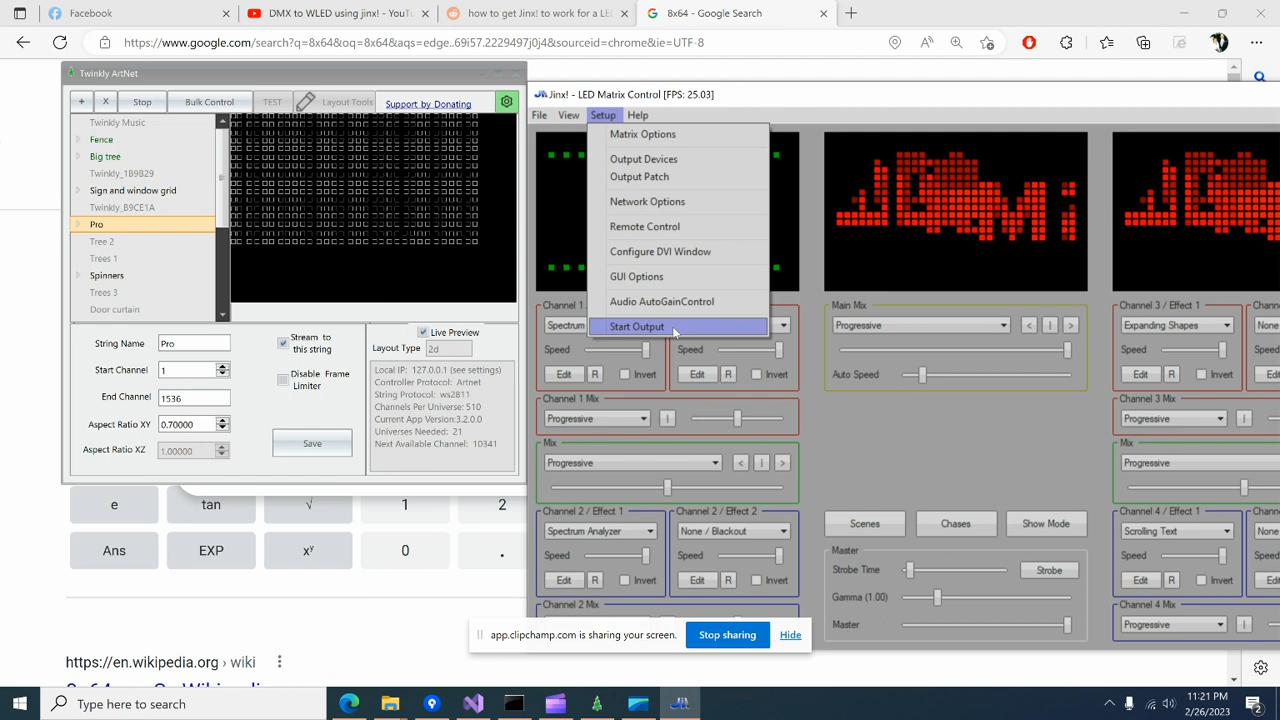 Facebook
DMX to WLED using jinx! - YouTu
how to get Jinx! to work for a LE
8x64 - Google Search
https://www.google.com/search?q=8x64&oq=8x64&aqs=edge..69i57.2229497j0j4&sourceid=chrome&ie=UTF-8
Twinkly ArtNet
+
X
Stop
Bulk Control
TEST
Layout Tools
Support by Donating
Twinkly Music
Fence
Big tree
Twinkly_1B9B29
Sign and window grid
Twinkly_B9CE1A
Pro
Tree 2
Trees 1
Spinners
Trees 3
Door curtain
String Name
Pro
Start Channel
1
End Channel
1536
Aspect Ratio XY
0.70000
Aspect Ratio XZ
1.00000
Stream to
this string
Disable Frame
Limiter
Save
Live Preview
Layout Type
2d
Local IP: 127.0.0.1 (see settings)
Controller Protocol: Artnet
String Protocol: ws2811
Channels Per Universe: 510
Current App Version:3.2.0.0
Universes Needed: 21
Next Available Channel: 10341
Jinx! - LED Matrix Control [FPS: 25.03]
File View Setup Help
Matrix Options
Output Devices
Output Patch
Network Options
Remote Control
Configure DVI Window
GUI Options
Audio AutoGainControl
Start Output
Channel 1
Spectrum
Speed
Edit R Invert
Speed
Edit R Invert
Channel 1 Mix
Progressive
I
Mix
Progressive
< I >
Channel 2 / Effect 1
Spectrum Analyzer
Speed
Edit R Invert
Channel 2 / Effect 2
None / Blackout
Speed
Edit R Invert
Channel 2 Mix
Main Mix
Progressive
< I >
Auto Speed
Scenes
Chases
Show Mode
Master
Strobe Time
Strobe
Gamma (1.00)
Master
Channel 3 / Effect 1
Expanding Shapes
Speed
Edit R Invert
Channel 3 Mix
Progressive
Mix
Progressive
Channel 4 / Effect 1
Scrolling Text
Speed
Edit R Invert
Channel 4 Mix
Progressive
e
tan
√
1
2
Ans
EXP
xʸ
0
.
app.clipchamp.com is sharing your screen.
Stop sharing
Hide
https://en.wikipedia.org › wiki
Type here to search
11:21 PM
2/26/2023
2